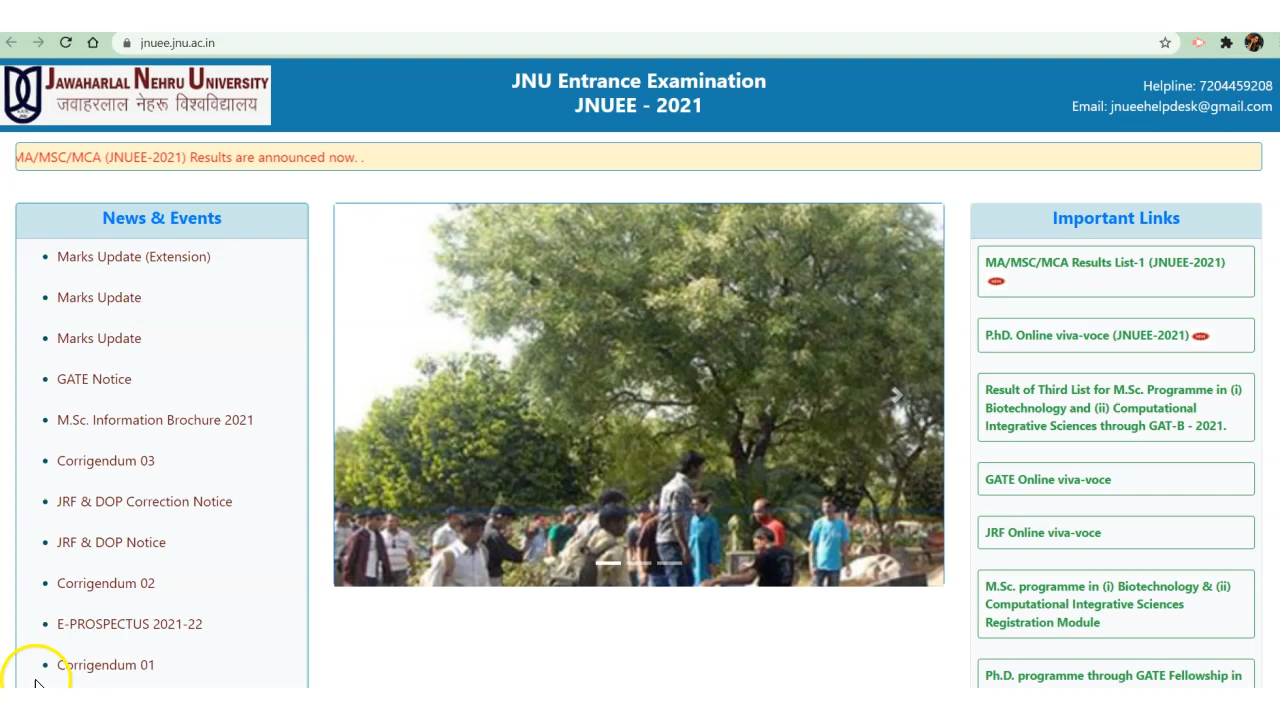 jnuee.jnu.ac.in
JAWAHARLAL NEHRU UNIVERSITY
जवाहरलाल नेहरू विश्वविद्यालय
JNU Entrance Examination
JNUEE - 2021
Helpline: 7204459208
Email: jnueehelpdesk@gmail.com
MA/MSC/MCA (JNUEE-2021) Results are announced now. .
News & Events
Marks Update (Extension)
Marks Update
Marks Update
GATE Notice
M.Sc. Information Brochure 2021
Corrigendum 03
JRF & DOP Correction Notice
JRF & DOP Notice
Corrigendum 02
E-PROSPECTUS 2021-22
Corrigendum 01
Important Links
MA/MSC/MCA Results List-1 (JNUEE-2021)
NEW
P.hD. Online viva-voce (JNUEE-2021) NEW
Result of Third List for M.Sc. Programme in (i)
Biotechnology and (ii) Computational
Integrative Sciences through GAT-B - 2021.
GATE Online viva-voce
JRF Online viva-voce
M.Sc. programme in (i) Biotechnology & (ii)
Computational Integrative Sciences
Registration Module
Ph.D. programme through GATE Fellowship in